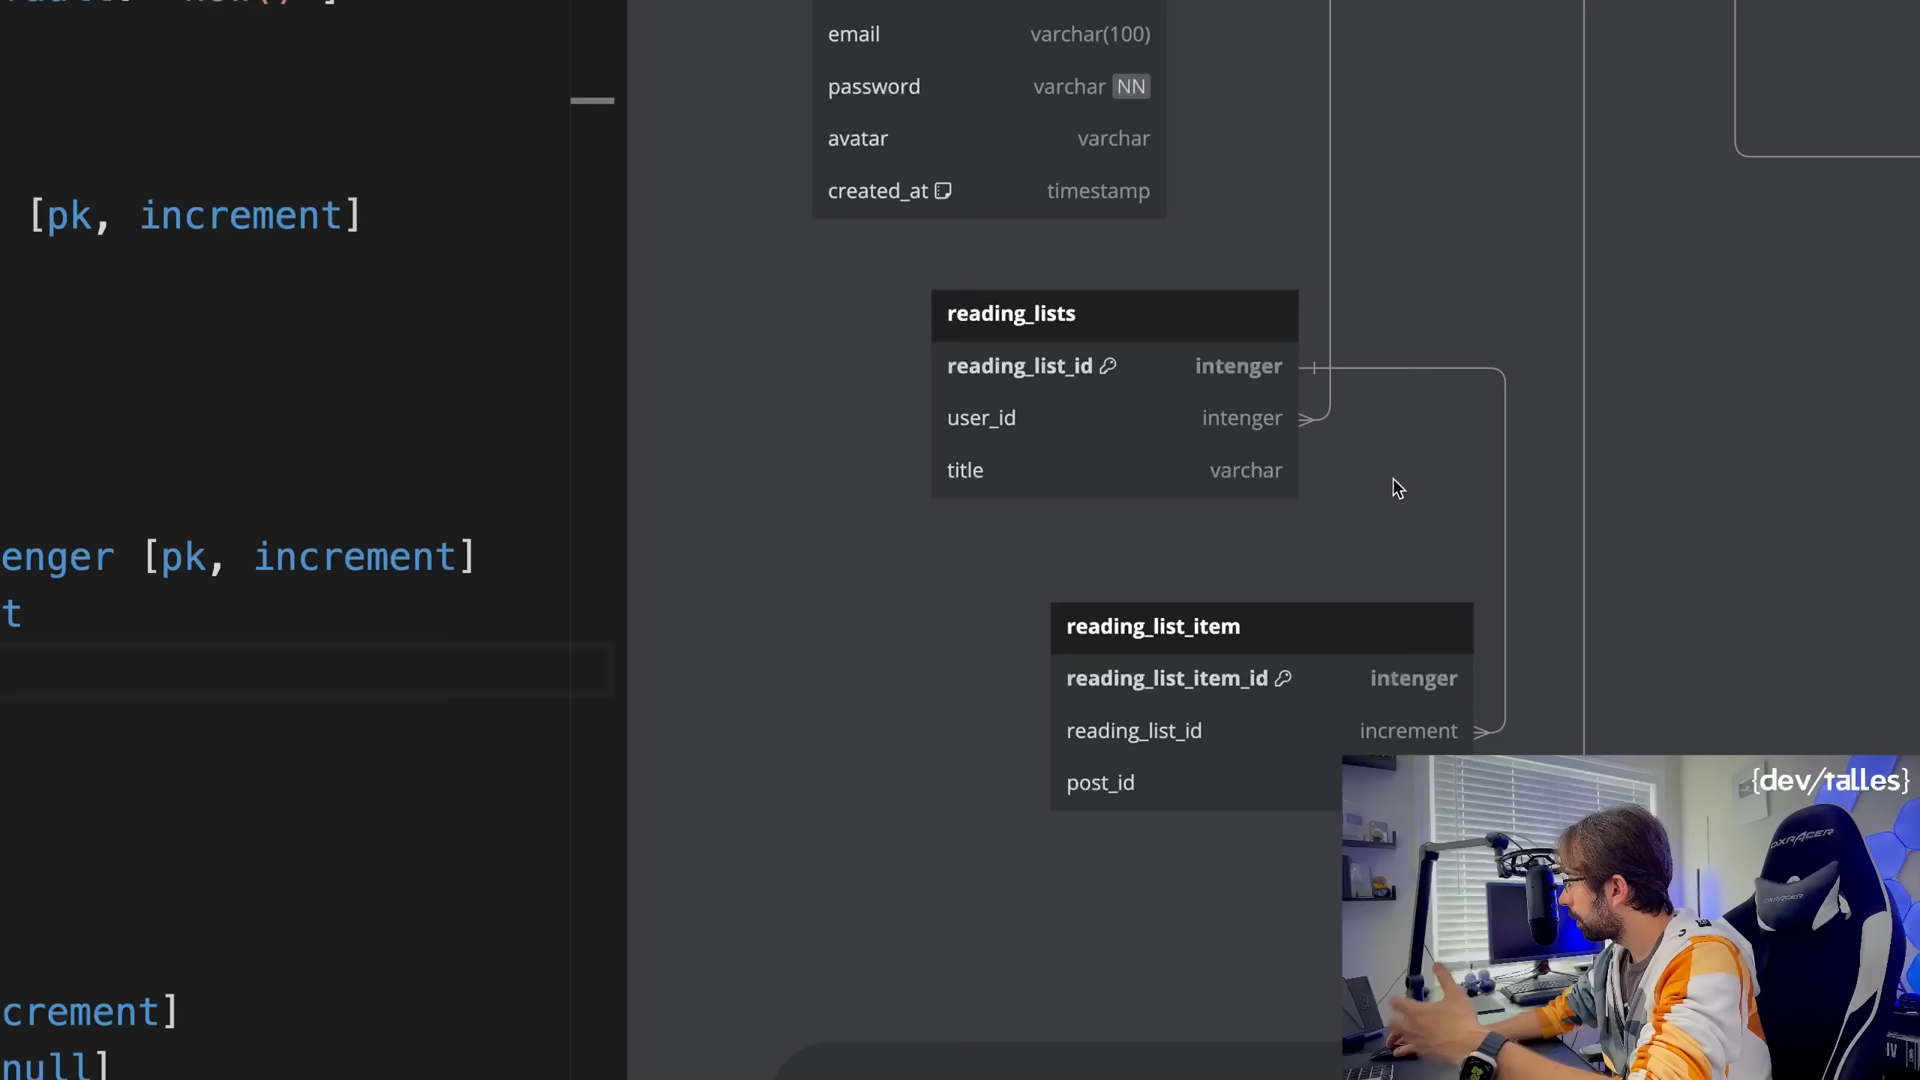 [pk, increment]
enger [pk, increment]
t
crement]
null]
email varchar(100)
password varchar NN
avatar varchar
created_at timestamp
reading_lists
reading_list_id intenger
user_id intenger
title varchar
reading_list_item
reading_list_item_id intenger
reading_list_id increment
post_id
{dev/talles}
DXRACER